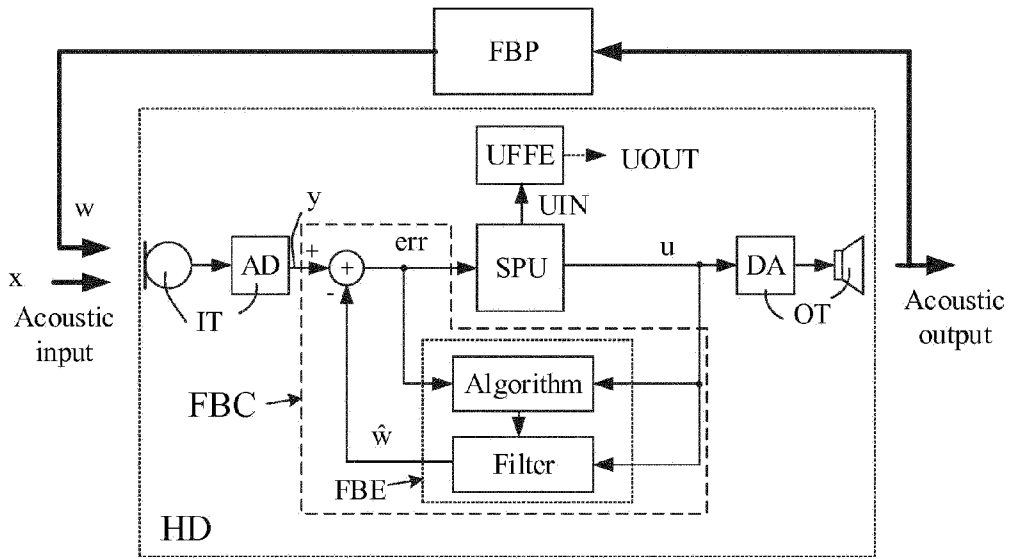 FBP
UFFE
UOUT
UIN
w
y
x
Acoustic
input
IT
AD
+
+
-
err
SPU
u
DA
OT
Acoustic
output
FBC
Algorithm
ŵ
Filter
FBE
HD